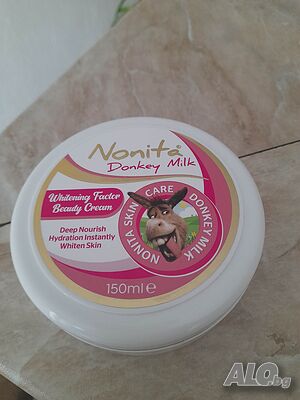 Nonita®
Donkey Milk
Whitening Factor
Beauty Cream
Deep Nourish
Hydration Instantly
Whiten Skin
NONITA SKIN CARE DONKEY MILK
150ml e
ALO.bg